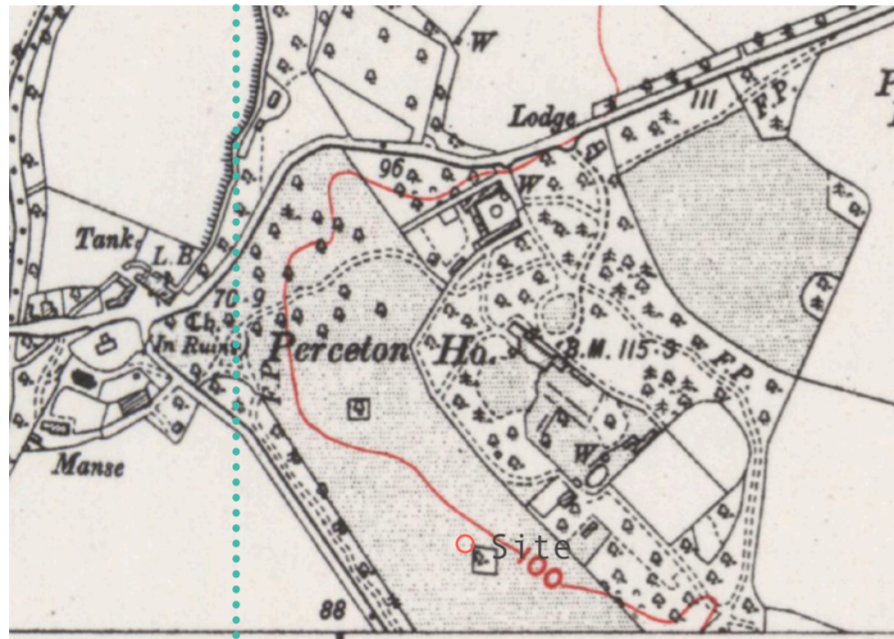 W
Lodge
111
F.P.
96
W
Tank
L.B
70.9
Ch.
(In Ruins)
Perceton Ho.
B.M. 115.5
F.P.
F.P.
W
Manse
Site
100
88